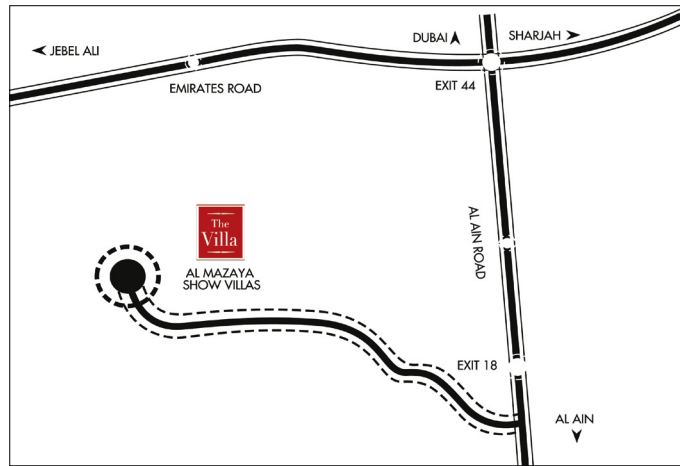 DUBAI
SHARJAH
JEBEL ALI
EMIRATES ROAD
EXIT 44
The
Villa
AL MAZAYA
SHOW VILLAS
AL AIN ROAD
EXIT 18
AL AIN